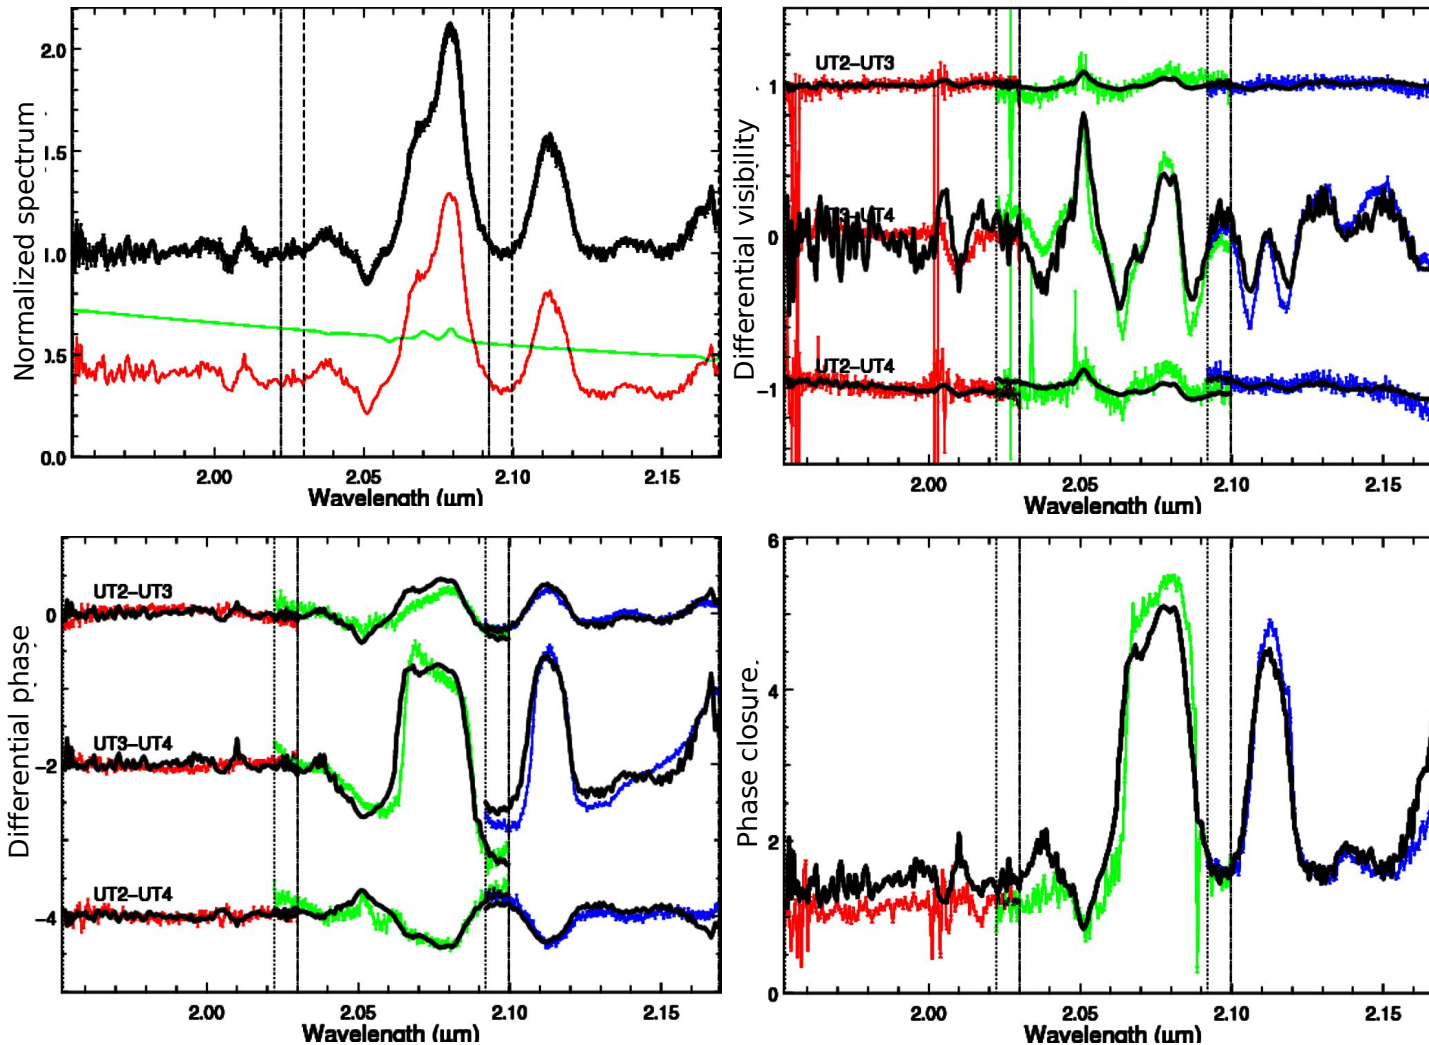 Normalized spectrum
2.0
1.5
1.0
0.5
0.0
2.00 2.05 2.10 2.15
Wavelength (μm)
Differential visibility
1
0
−1
UT2−UT3
UT3−UT4
UT2−UT4
2.00 2.05 2.10 2.15
Wavelength (μm)
Differential phase
0
−2
−4
UT2−UT3
UT3−UT4
UT2−UT4
2.00 2.05 2.10 2.15
Wavelength (μm)
Phase closure
6
4
2
0
2.00 2.05 2.10 2.15
Wavelength (μm)